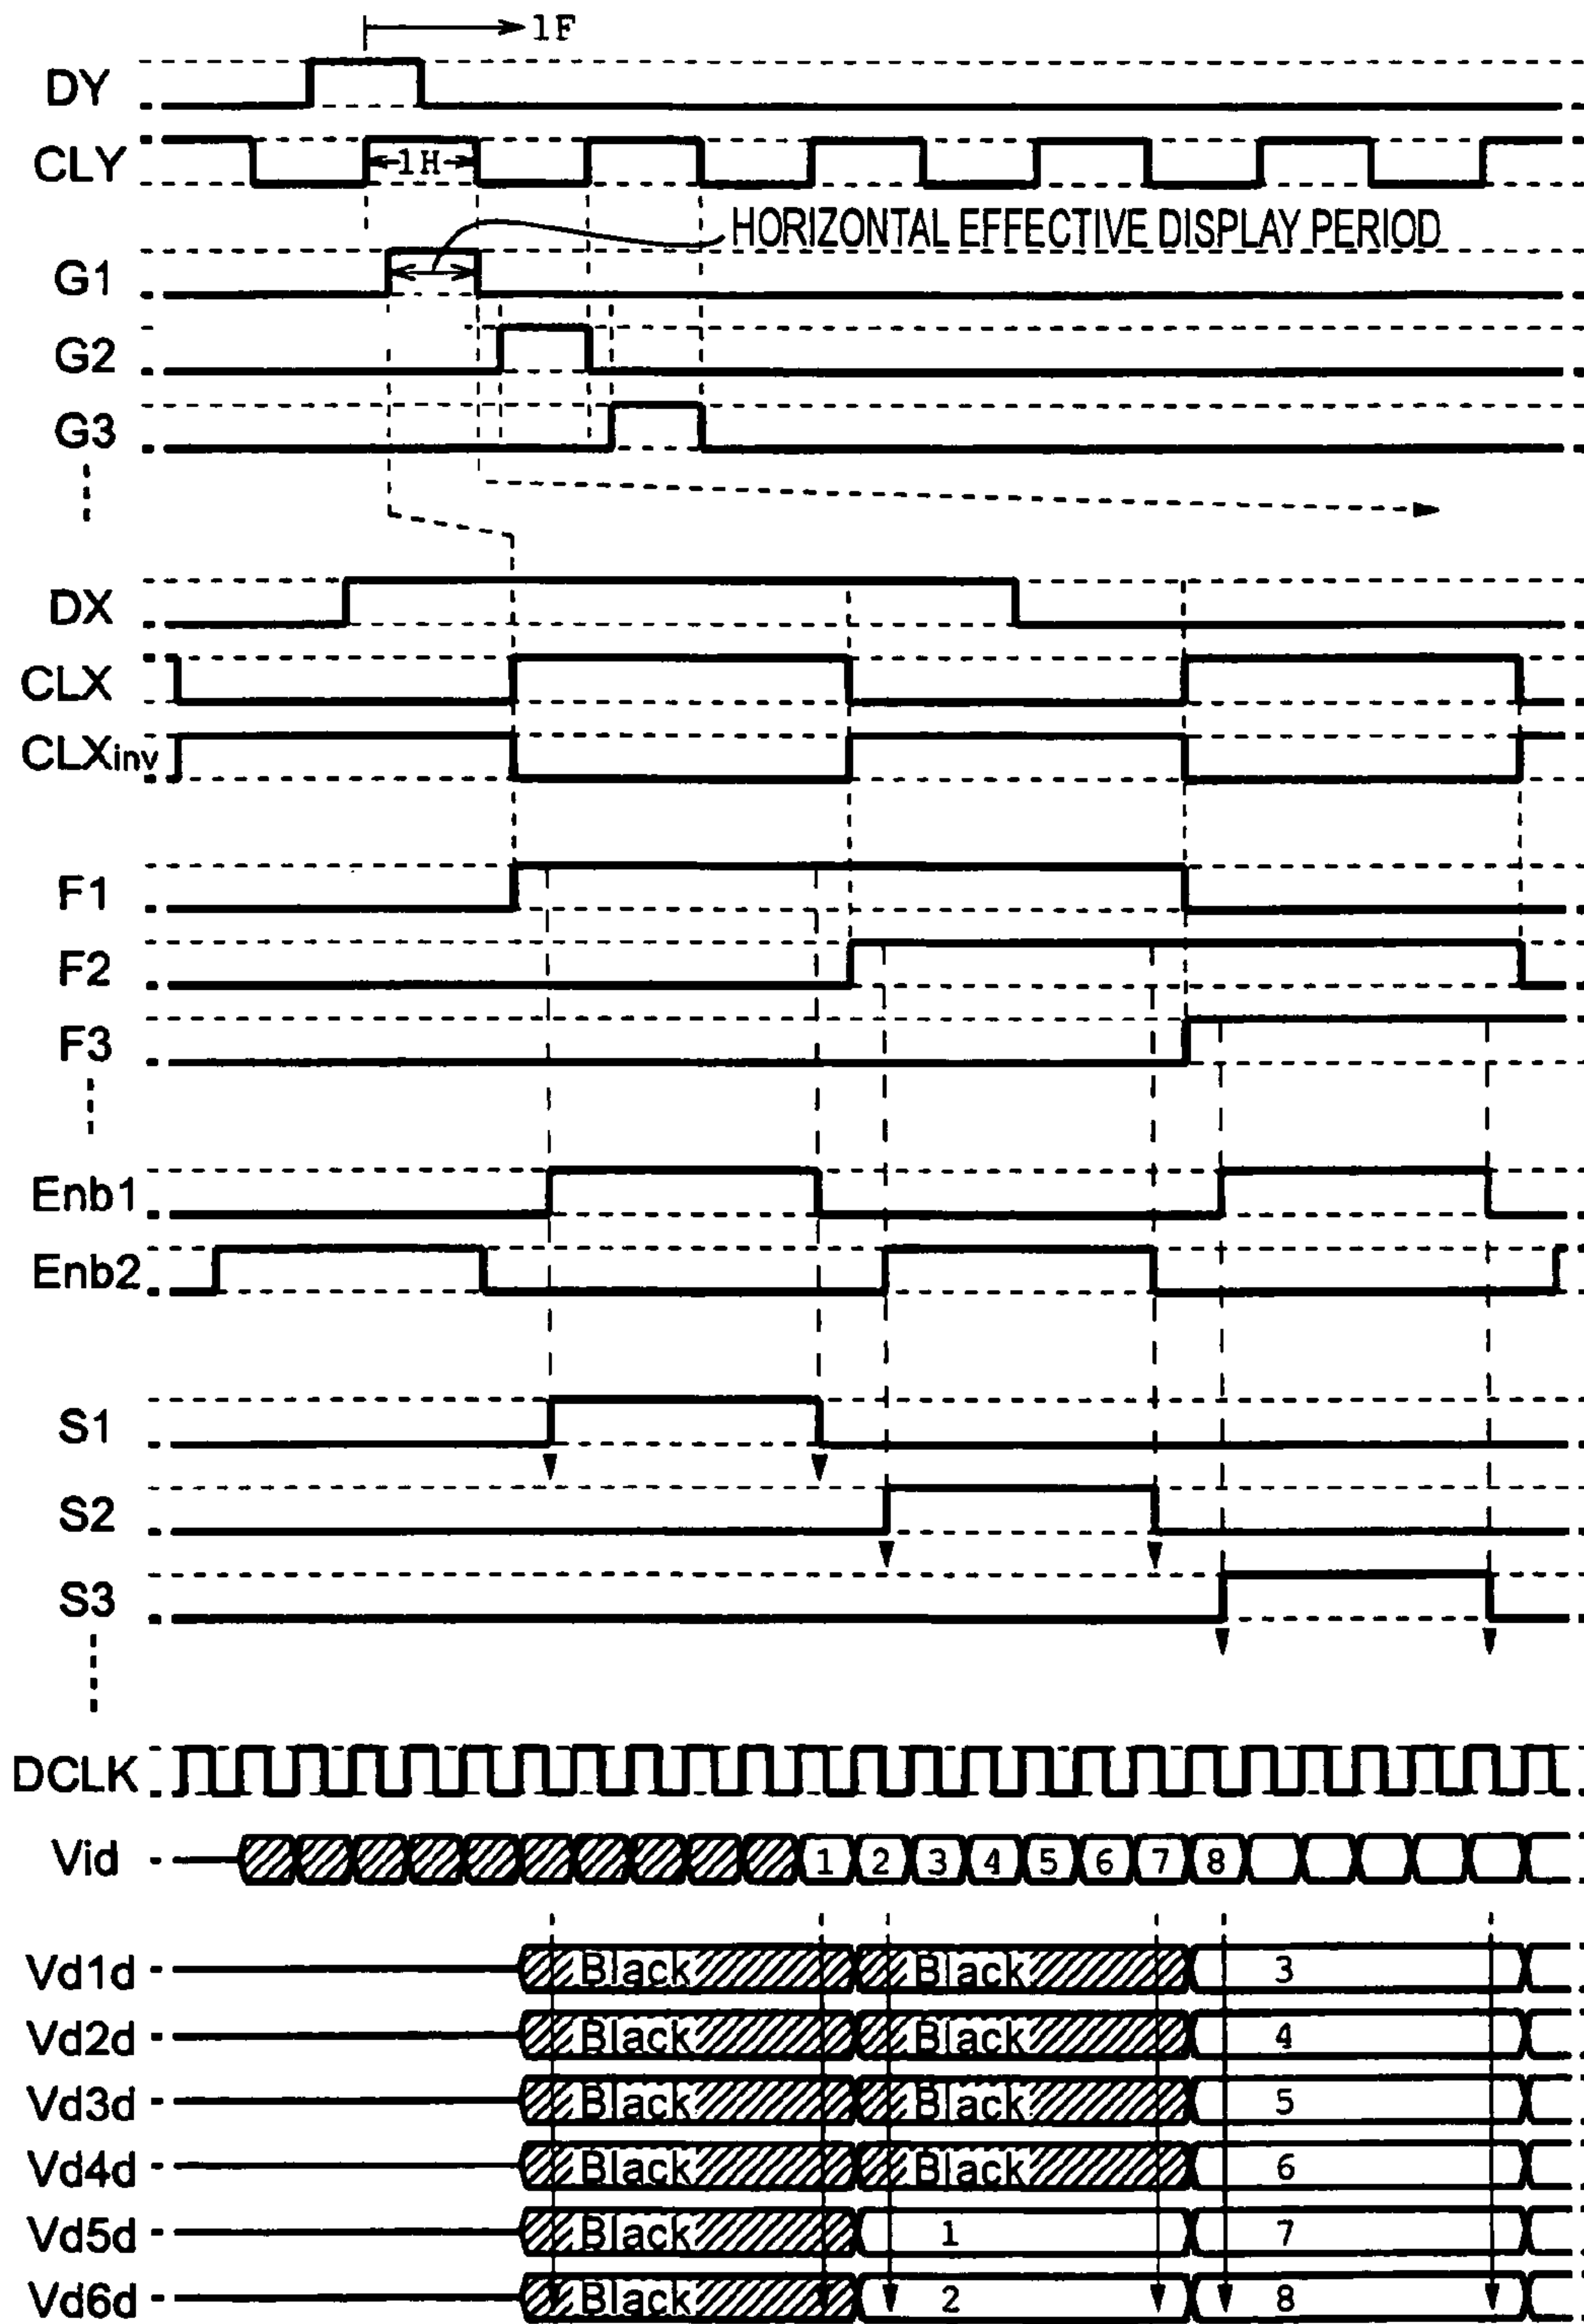 1F
DY
CLY
1H
HORIZONTAL EFFECTIVE DISPLAY PERIOD
G1
G2
G3
DX
CLX
CLXinv
F1
F2
F3
Enb1
Enb2
S1
S2
S3
DCLK
Vid 1 2 3 4 5 6 7 8
Vd1d Black Black 3
Vd2d Black Black 4
Vd3d Black Black 5
Vd4d Black Black 6
Vd5d Black 1 7
Vd6d Black 2 8